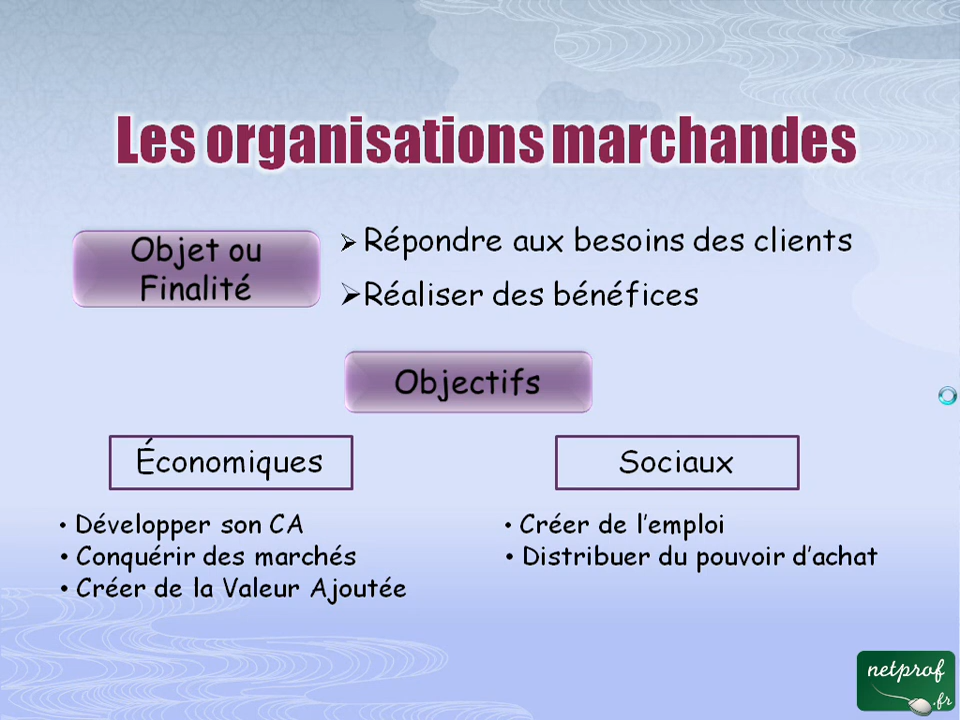 Les organisations marchandes
Objet ou
Finalité
➢ Répondre aux besoins des clients
➢Réaliser des bénéfices
Objectifs
Économiques
Sociaux
• Développer son CA
• Conquérir des marchés
• Créer de la Valeur Ajoutée
• Créer de l'emploi
• Distribuer du pouvoir d'achat
netprof
.fr